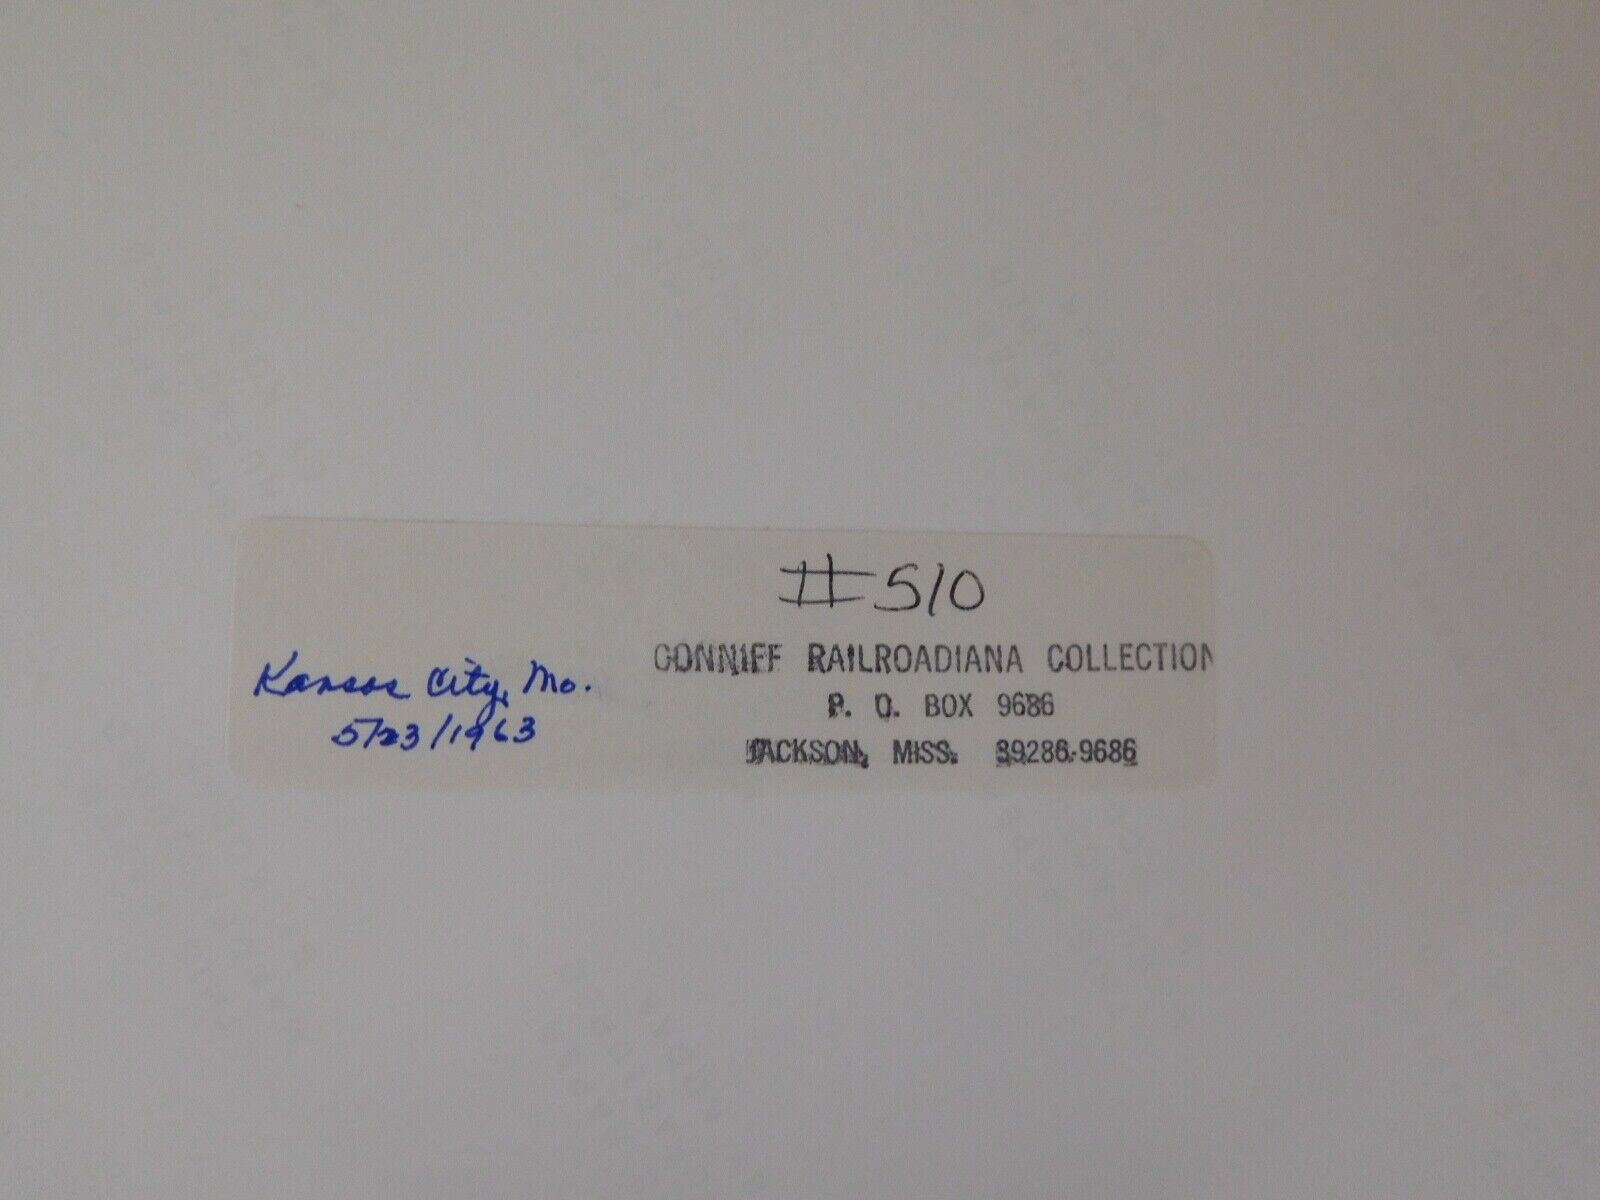 #510
CONNIFF RAILROADIANA COLLECTION
P. O. BOX 9686
JACKSON, MISS. 39286-9686
Kansas City, Mo.
5/23/1963